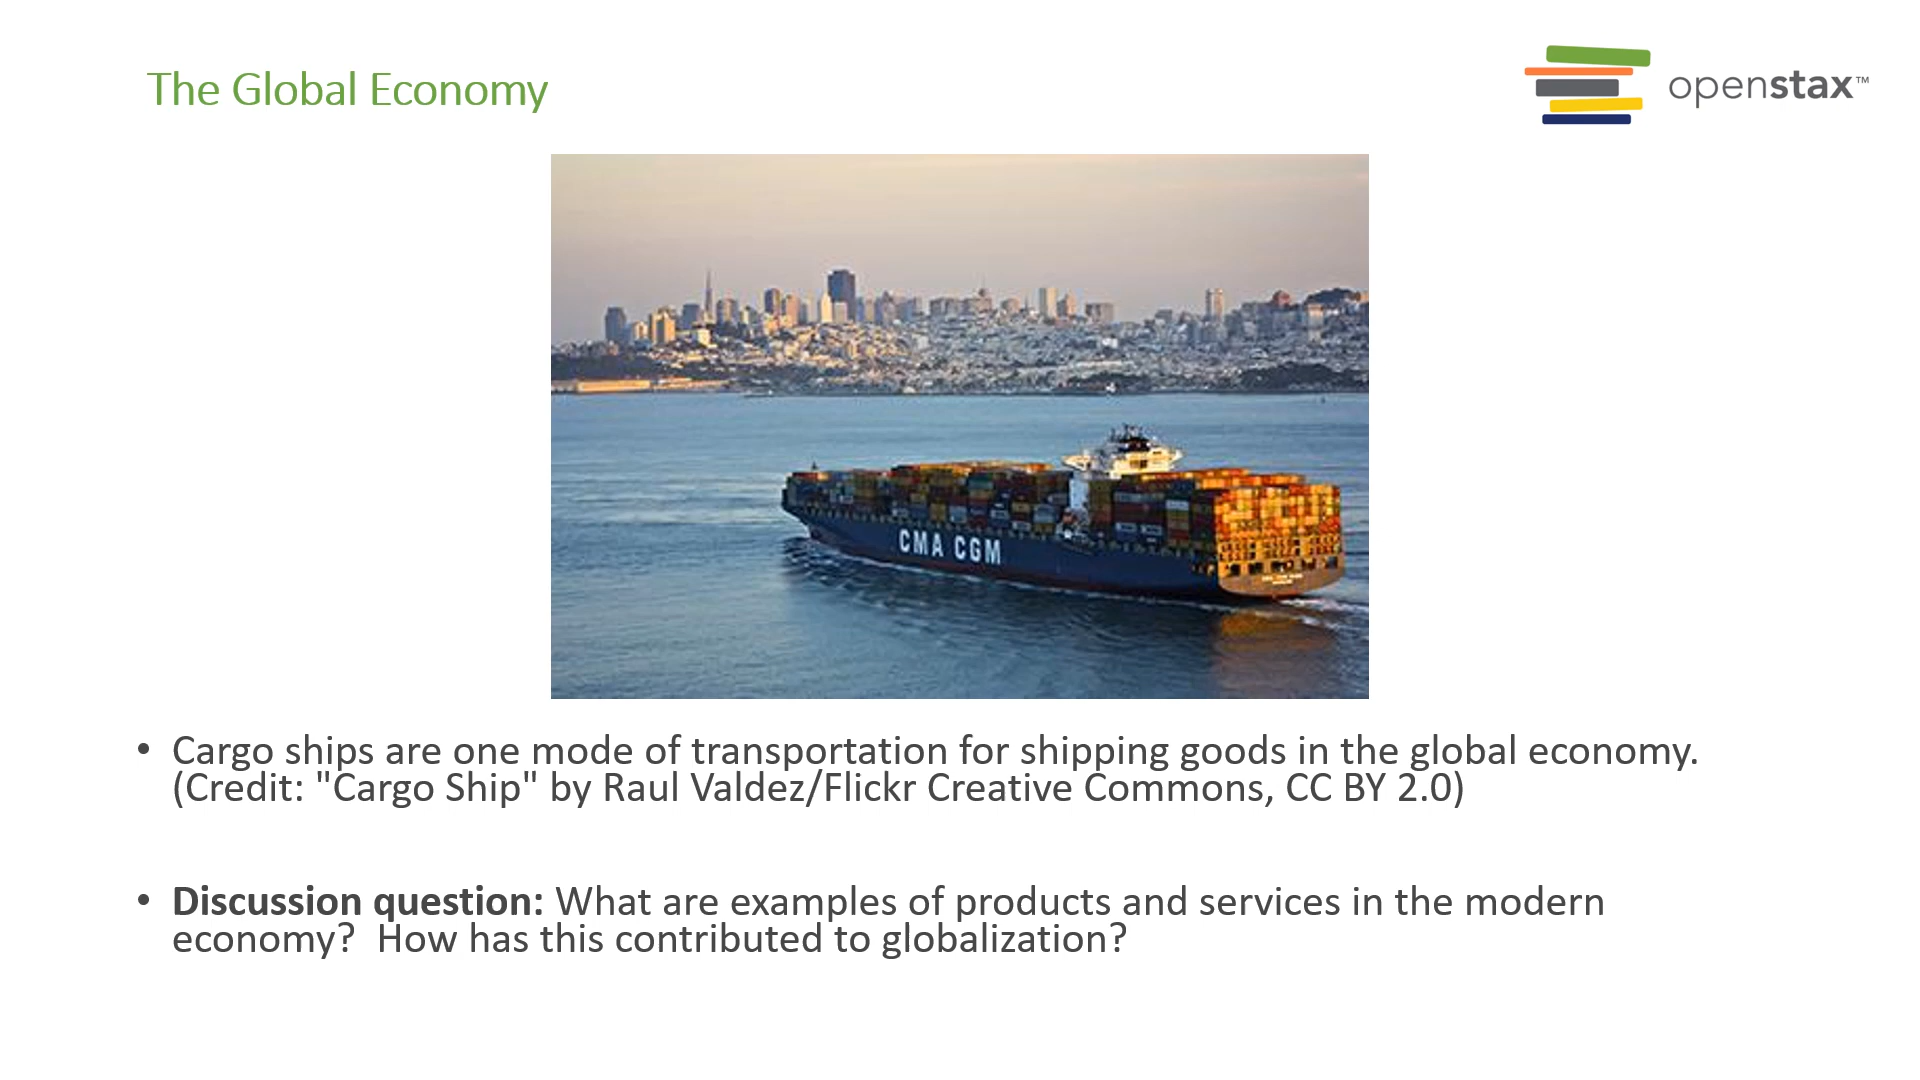 The Global Economy
openstax™
CMA CGM
• Cargo ships are one mode of transportation for shipping goods in the global economy.
(Credit: "Cargo Ship" by Raul Valdez/Flickr Creative Commons, CC BY 2.0)
• Discussion question: What are examples of products and services in the modern
economy?  How has this contributed to globalization?